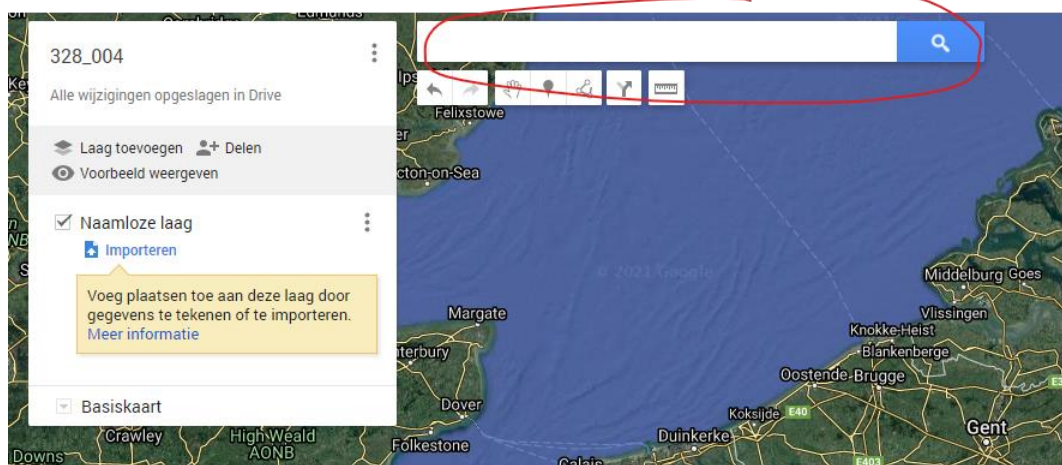 328_004
Alle wijzigingen opgeslagen in Drive
Laag toevoegen Delen
Voorbeeld weergeven
Naamloze laag
Importeren
Voeg plaatsen toe aan deze laag door
gegevens te tekenen of te importeren.
Meer informatie
Basiskaart
Felixstowe
cton-on-Sea
© 2021 Google
Middelburg Goes
Margate
Vlissingen
Knokke-Heist
Blankenberge
terbury
Oostende Brugge
Dover
Koksijde E40
Gent
Crawley High Weald
AONB
Duinkerke
Folkestone
Downs
Calais
E403